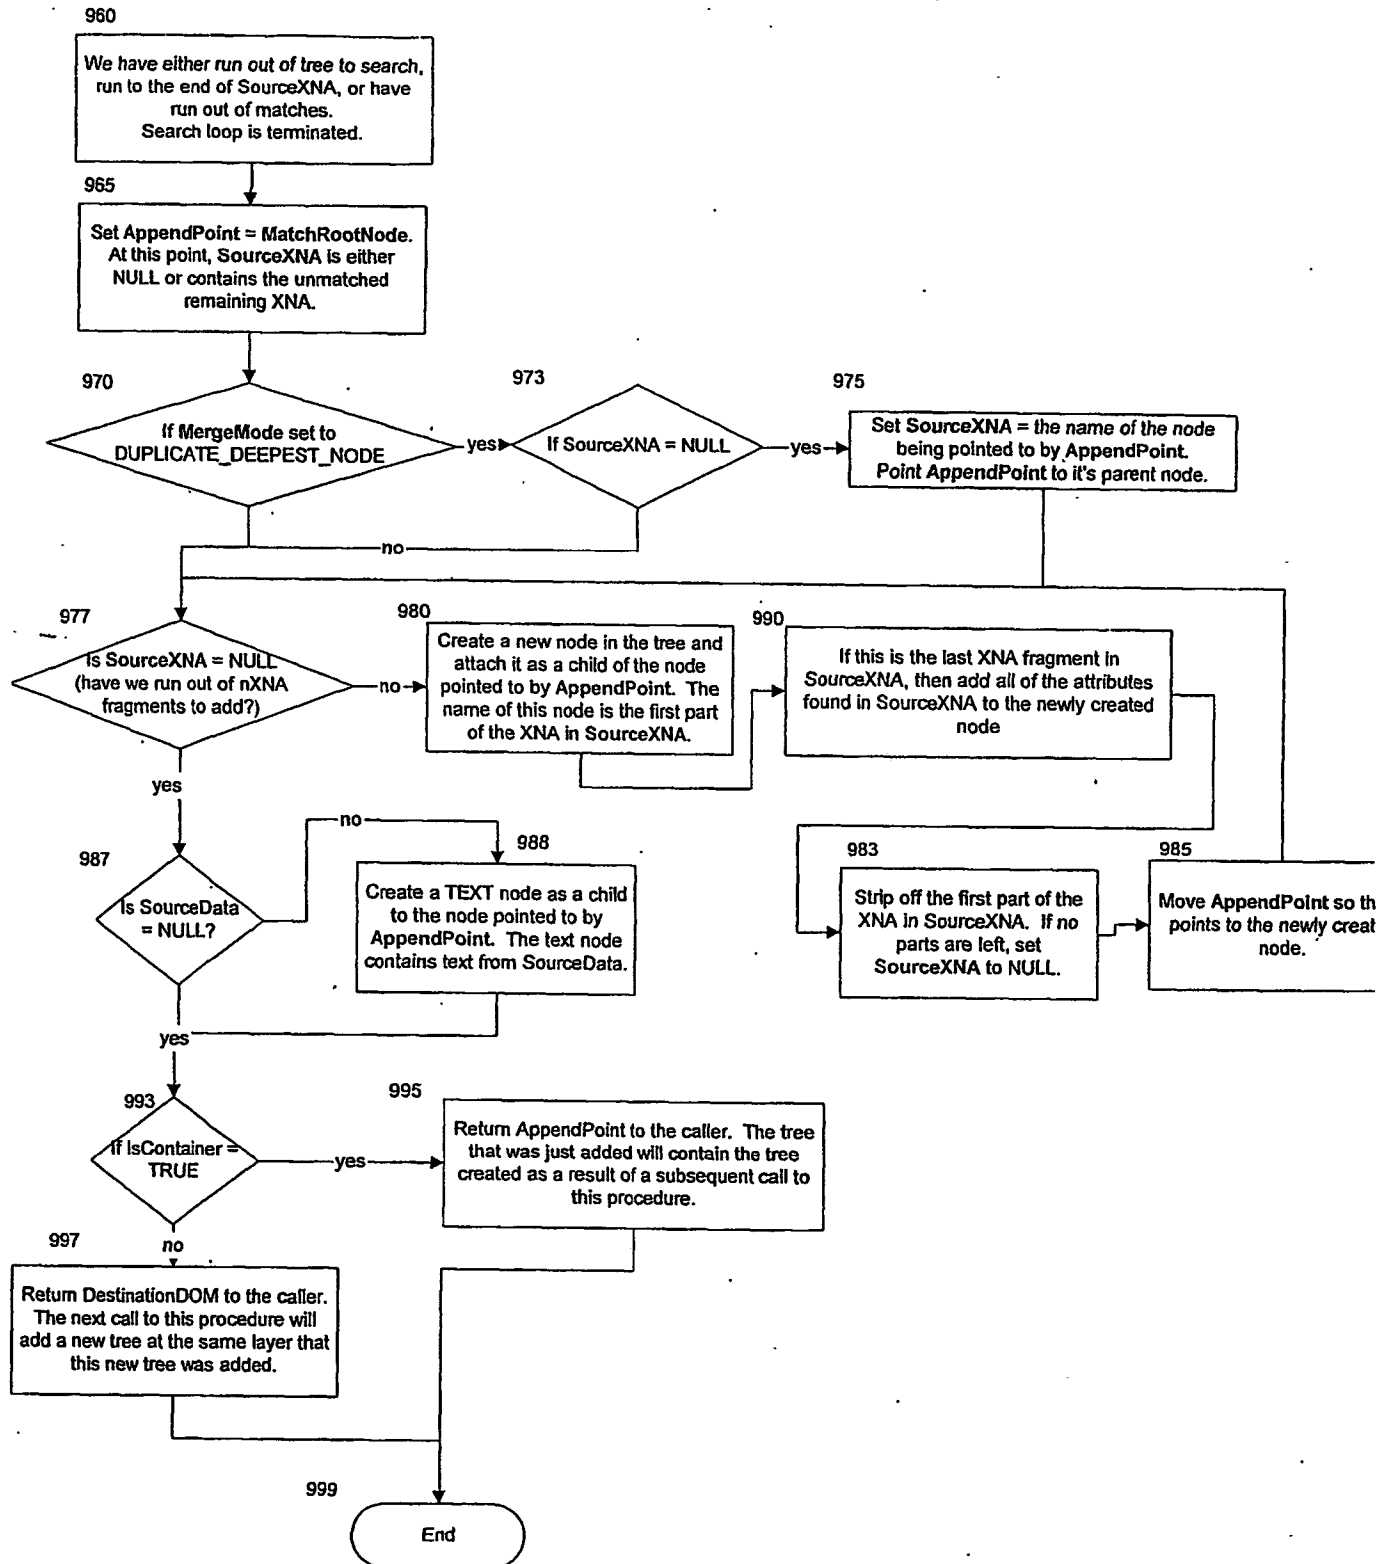 960
We have either run out of tree to search,
run to the end of SourceXNA, or have
run out of matches.
Search loop is terminated.
965
Set AppendPoint = MatchRootNode.
At this point, SourceXNA is either
NULL or contains the unmatched
remaining XNA.
970
If MergeMode set to
DUPLICATE_DEEPEST_NODE
yes
973
If SourceXNA = NULL
yes
975
Set SourceXNA = the name of the node
being pointed to by AppendPoint.
Point AppendPoint to it's parent node.
no
977
Is SourceXNA = NULL
(have we run out of nXNA
fragments to add?)
no
980
Create a new node in the tree and
attach it as a child of the node
pointed to by AppendPoint. The
name of this node is the first part
of the XNA in SourceXNA.
990
If this is the last XNA fragment in
SourceXNA, then add all of the attributes
found in SourceXNA to the newly created
node
yes
987
Is SourceData
= NULL?
no
988
Create a TEXT node as a child
to the node pointed to by
AppendPoint. The text node
contains text from SourceData.
983
Strip off the first part of the
XNA in SourceXNA. If no
parts are left, set
SourceXNA to NULL.
985
Move AppendPoint so th
points to the newly creat
node.
yes
993
If IsContainer =
TRUE
yes
995
Return AppendPoint to the caller. The tree
that was just added will contain the tree
created as a result of a subsequent call to
this procedure.
no
997
Return DestinationDOM to the caller.
The next call to this procedure will
add a new tree at the same layer that
this new tree was added.
999
End